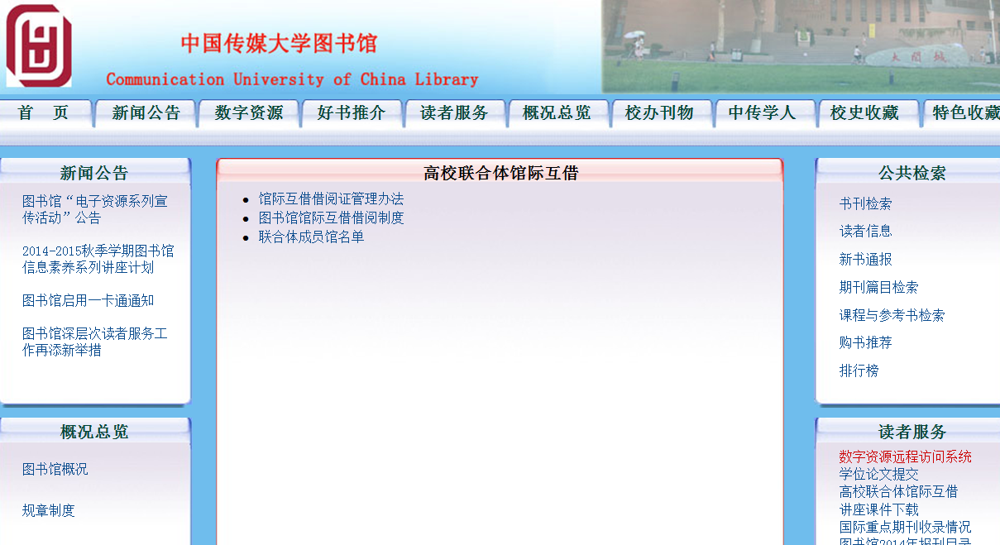 中国传媒大学图书馆
Communication University of China Library
首 页 新闻公告 数字资源 好书推介 读者服务 概况总览 校办刊物 中传学人 校史收藏 特色收藏
新闻公告
图书馆“电子资源系列宣
传活动”公告
2014-2015秋季学期图书馆
信息素养系列讲座计划
图书馆启用一卡通通知
图书馆深层次读者服务工
作再添新举措
概况总览
图书馆概况
规章制度
高校联合体馆际互借
馆际互借借阅证管理办法
图书馆馆际互借借阅制度
联合体成员馆名单
公共检索
书刊检索
读者信息
新书通报
期刊篇目检索
课程与参考书检索
购书推荐
排行榜
读者服务
数字资源远程访问系统
学位论文提交
高校联合体馆际互借
讲座课件下载
国际重点期刊收录情况
图书馆2014年报刊目录